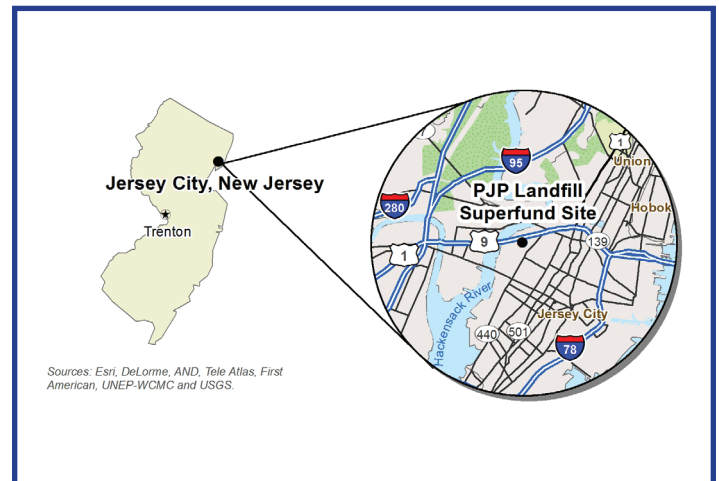 Jersey City, New Jersey
Trenton
Sources: Esri, DeLorme, AND, Tele Atlas, First
American, UNEP-WCMC and USGS.
1
Union
95
PJP Landfill
Superfund Site
280
Hobok
9
139
1
Hackensack River
Jersey City
440
501
78